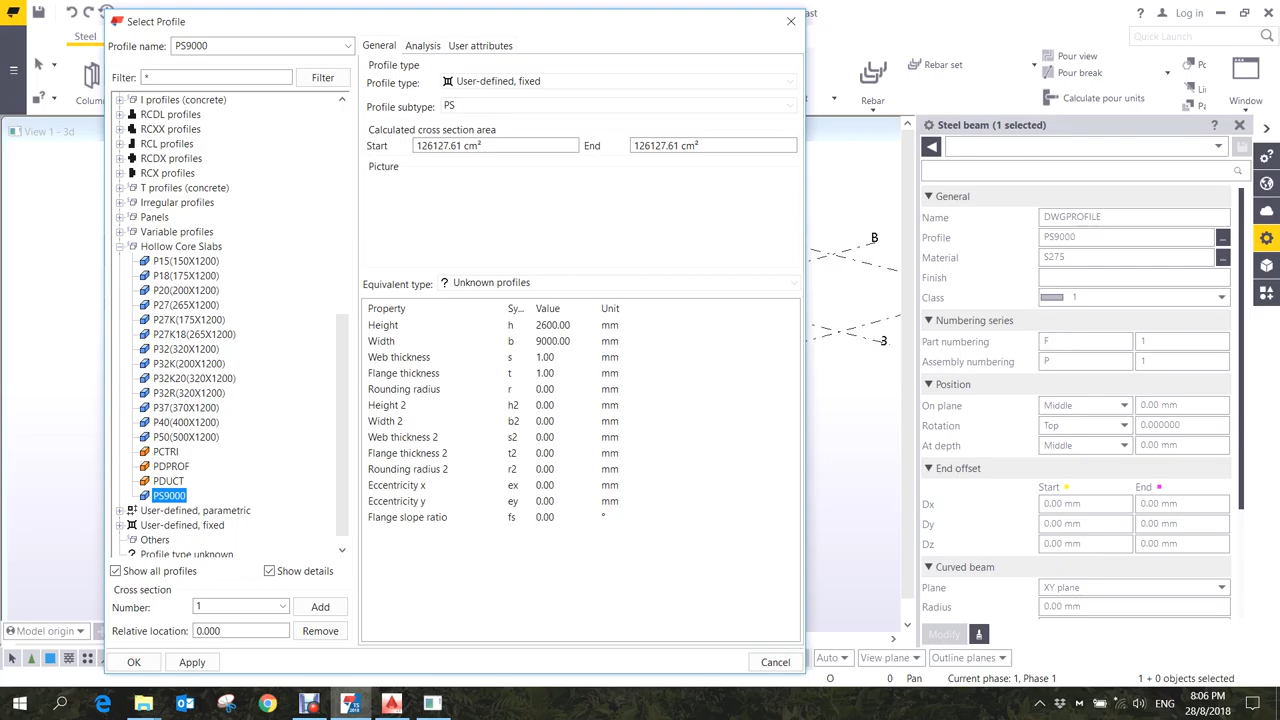 Select Profile
Log in
Quick Launch
Steel
Profile name: PS9000
Filter: * Filter
General Analysis User attributes
Profile type
Profile type: User-defined, fixed
Profile subtype: PS
Calculated cross section area
Start 126127.61 cm² End 126127.61 cm²
Picture
Equivalent type: ? Unknown profiles
Property Sy... Value Unit
Height h 2600.00 mm
Width b 9000.00 mm
Web thickness s 1.00 mm
Flange thickness t 1.00 mm
Rounding radius r 0.00 mm
Height 2 h2 0.00 mm
Width 2 b2 0.00 mm
Web thickness 2 s2 0.00 mm
Flange thickness 2 t2 0.00 mm
Rounding radius 2 r2 0.00 mm
Eccentricity x ex 0.00 mm
Eccentricity y ey 0.00 mm
Flange slope ratio fs 0.00 °
I profiles (concrete)
RCDL profiles
RCXX profiles
RCL profiles
RCDX profiles
RCX profiles
T profiles (concrete)
Irregular profiles
Panels
Variable profiles
Hollow Core Slabs
P15(150X1200)
P18(175X1200)
P20(200X1200)
P27(265X1200)
P27K(175X1200)
P27K18(265X1200)
P32(320X1200)
P32K(200X1200)
P32K20(320X1200)
P32R(320X1200)
P37(370X1200)
P40(400X1200)
P50(500X1200)
PCTRI
PDPROF
PDUCT
PS9000
User-defined, parametric
User-defined, fixed
Others
? Profile type unknown
Show all profiles Show details
Cross section
Number: 1 Add
Relative location: 0.000 Remove
OK Apply Cancel
View 1 - 3d
Rebar
Rebar set
Pour view
Pour break
Calculate pour units
Window
B
3
Steel beam (1 selected)
General
Name DWGPROFILE
Profile PS9000 ...
Material S275 ...
Finish
Class 1
Numbering series
Part numbering F 1
Assembly numbering P 1
Position
On plane Middle 0.00 mm
Rotation Top 0.000000
At depth Middle 0.00 mm
End offset
Start End
Dx 0.00 mm 0.00 mm
Dy 0.00 mm 0.00 mm
Dz 0.00 mm 0.00 mm
Curved beam
Plane XY plane
Radius 0.00 mm
Modify
Model origin
Auto View plane Outline planes
O 0 Pan Current phase: 1, Phase 1 1 + 0 objects selected
TS
2018
ENG
8:06 PM
28/8/2018